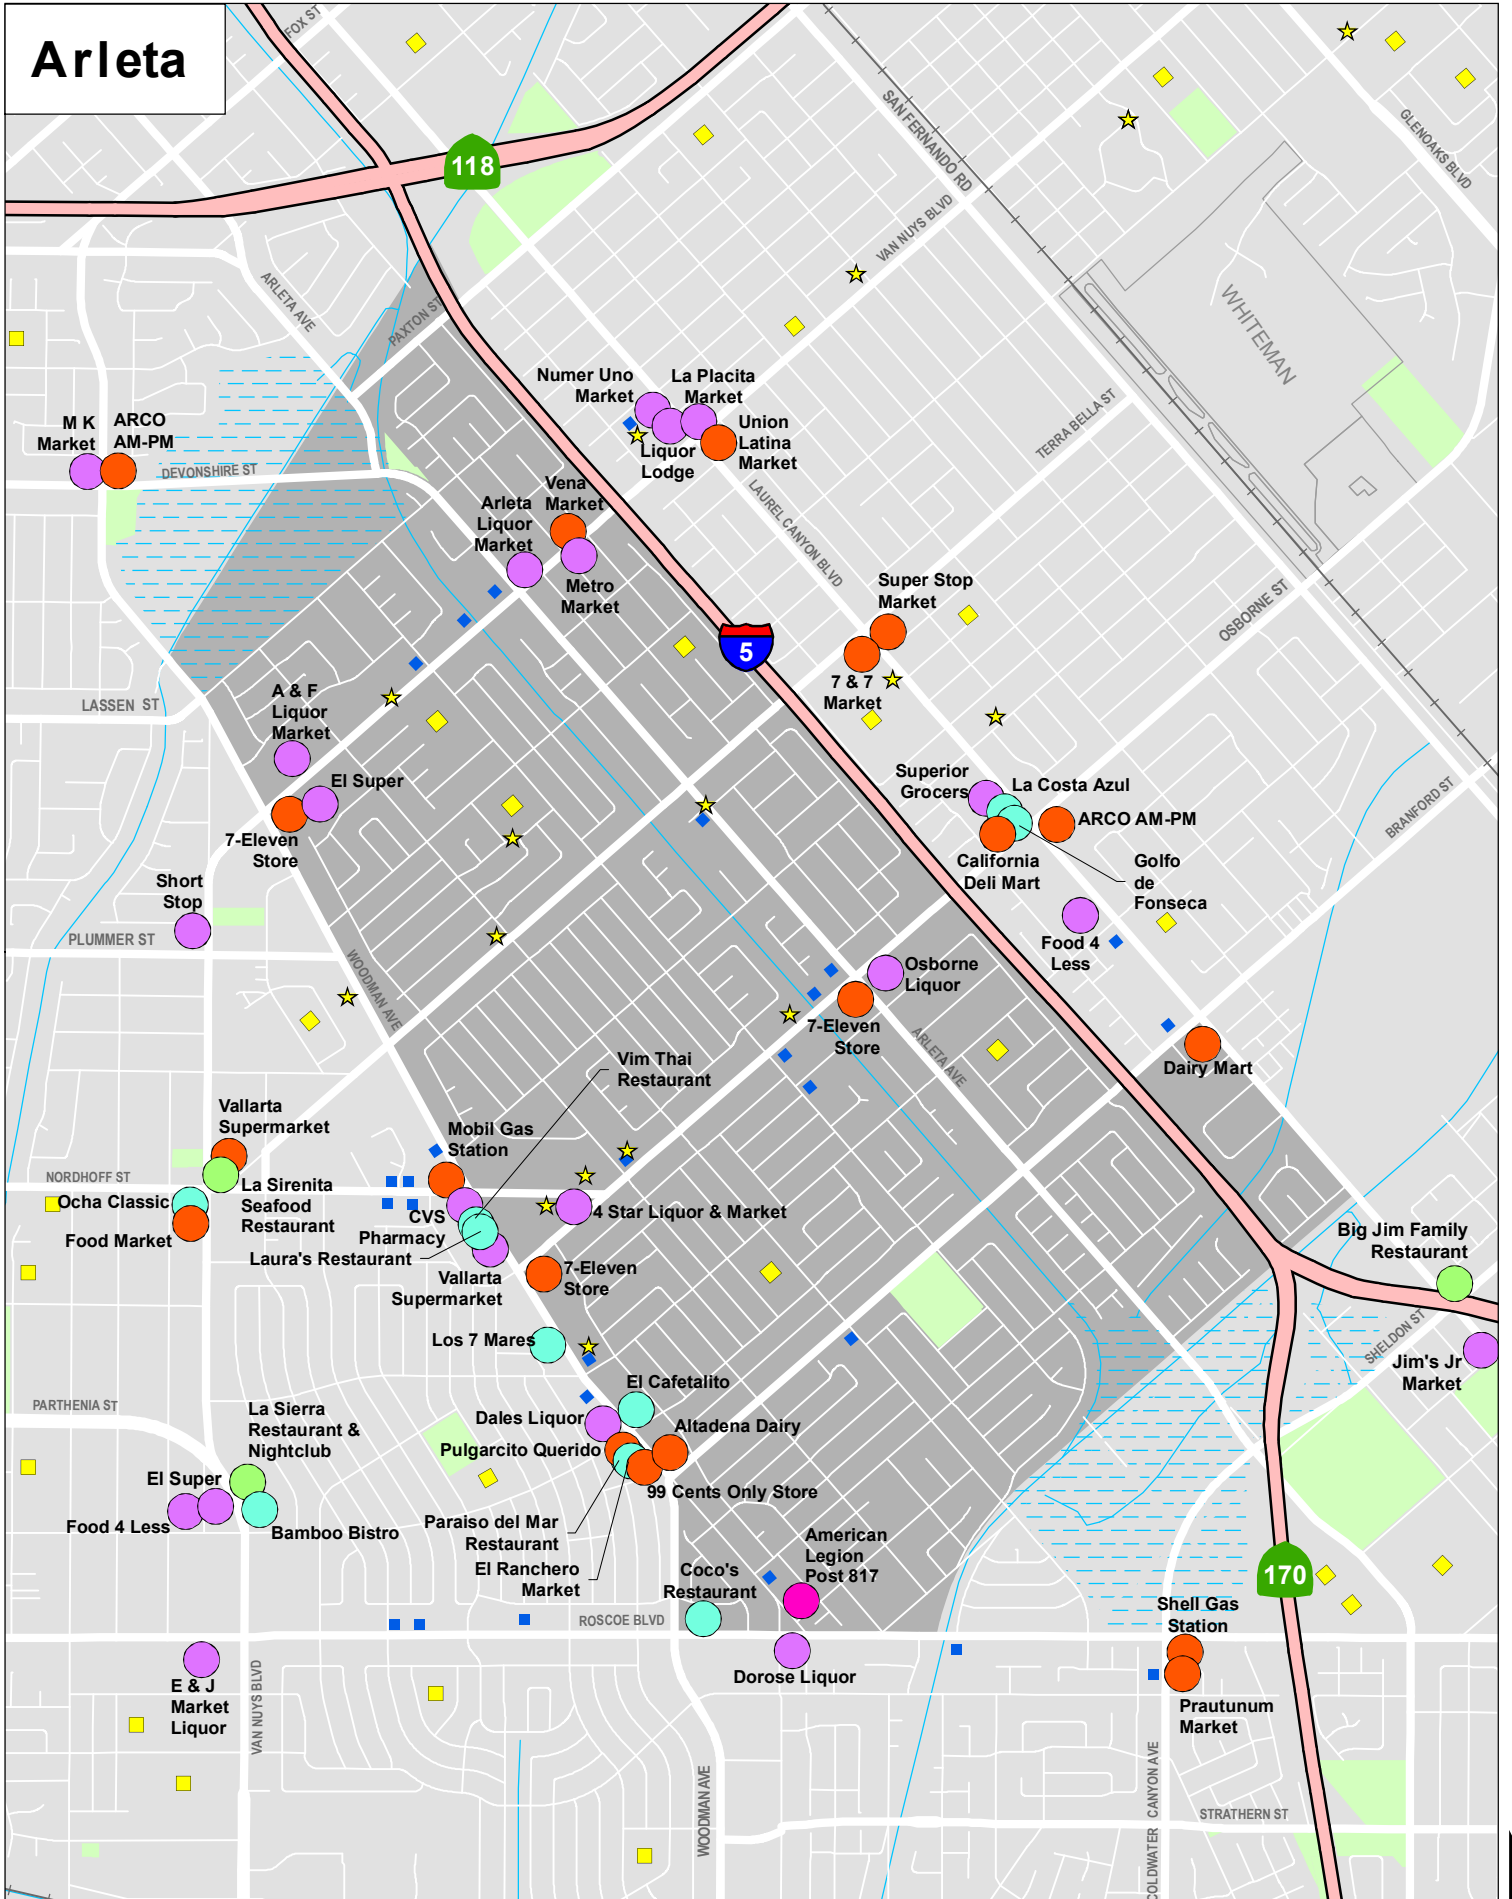 Arleta
FOX ST
118
SAN FERNANDO RD
GLENOAKS BLVD
VAN NUYS BLVD
ARLETA AVE
PAXTON ST
WHITEMAN
Numer Uno
Market
La Placita
Market
Union
Latina
Market
Liquor
Lodge
TERRA BELLA ST
M K
Market
ARCO
AM-PM
DEVONSHIRE ST
Vena
Market
Arleta
Liquor
Market
Metro
Market
LAUREL CANYON BLVD
Super Stop
Market
OSBORNE ST
5
7 & 7
Market
LASSEN ST
A & F
Liquor
Market
El Super
7-Eleven
Store
Superior
Grocers
La Costa Azul
ARCO AM-PM
BRANFORD ST
California
Deli Mart
Golfo
de
Fonseca
Short
Stop
PLUMMER ST
Food 4
Less
WOODMAN AVE
Osborne
Liquor
7-Eleven
Store
ARLETA AVE
Dairy Mart
Vim Thai
Restaurant
Vallarta
Supermarket
Mobil Gas
Station
NORDHOFF ST
La Sirenita
Seafood
Restaurant
Ocha Classic
Food Market
CVS
Pharmacy
4 Star Liquor & Market
Laura's Restaurant
Vallarta
Supermarket
7-Eleven
Store
Big Jim Family
Restaurant
SHELDON ST
Jim's Jr
Market
Los 7 Mares
El Cafetalito
PARTHENIA ST
La Sierra
Restaurant &
Nightclub
Dales Liquor
Altadena Dairy
Pulgarcito Querido
El Super
99 Cents Only Store
Food 4 Less
Bamboo Bistro
Paraiso del Mar
Restaurant
El Ranchero
Market
American
Legion
Post 817
Coco's
Restaurant
170
Shell Gas
Station
ROSCOE BLVD
Dorose Liquor
E & J
Market
Liquor
VAN NUYS BLVD
Prautunum
Market
WOODMAN AVE
COLDWATER CANYON AVE
STRATHERN ST